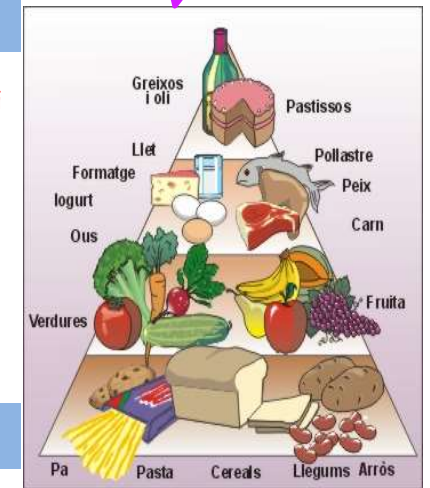 Greixos
i oli
Pastissos
Llet
Pollastre
Formatge
Peix
Iogurt
Carn
Ous
Fruita
Verdures
Pa Pasta Cereals Llegums Arròs